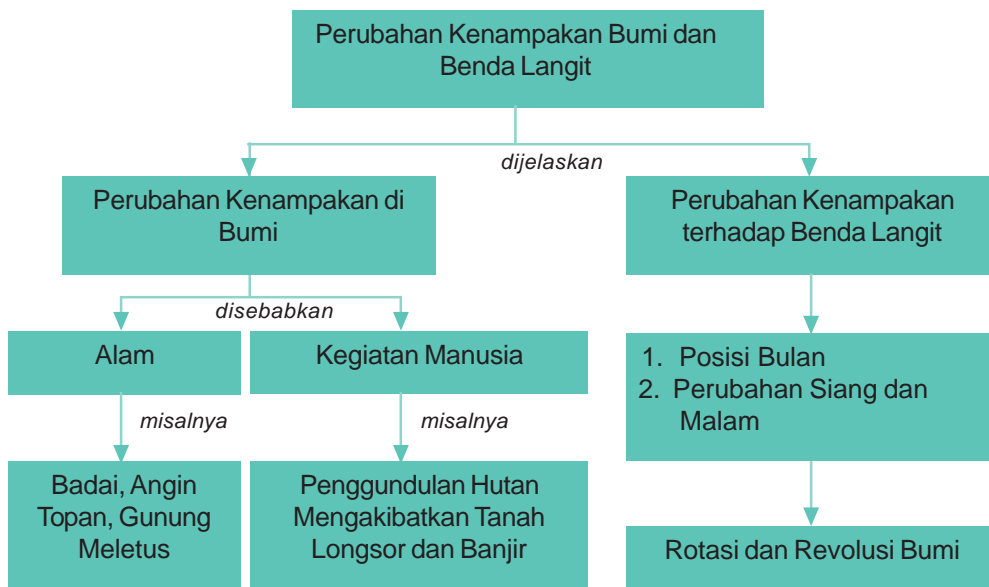 Perubahan Kenampakan Bumi dan
Benda Langit
dijelaskan
Perubahan Kenampakan di
Bumi
Perubahan Kenampakan
terhadap Benda Langit
disebabkan
Alam
Kegiatan Manusia
1. Posisi Bulan
2. Perubahan Siang dan
Malam
misalnya
misalnya
Badai, Angin
Topan, Gunung
Meletus
Penggundulan Hutan
Mengakibatkan Tanah
Longsor dan Banjir
Rotasi dan Revolusi Bumi